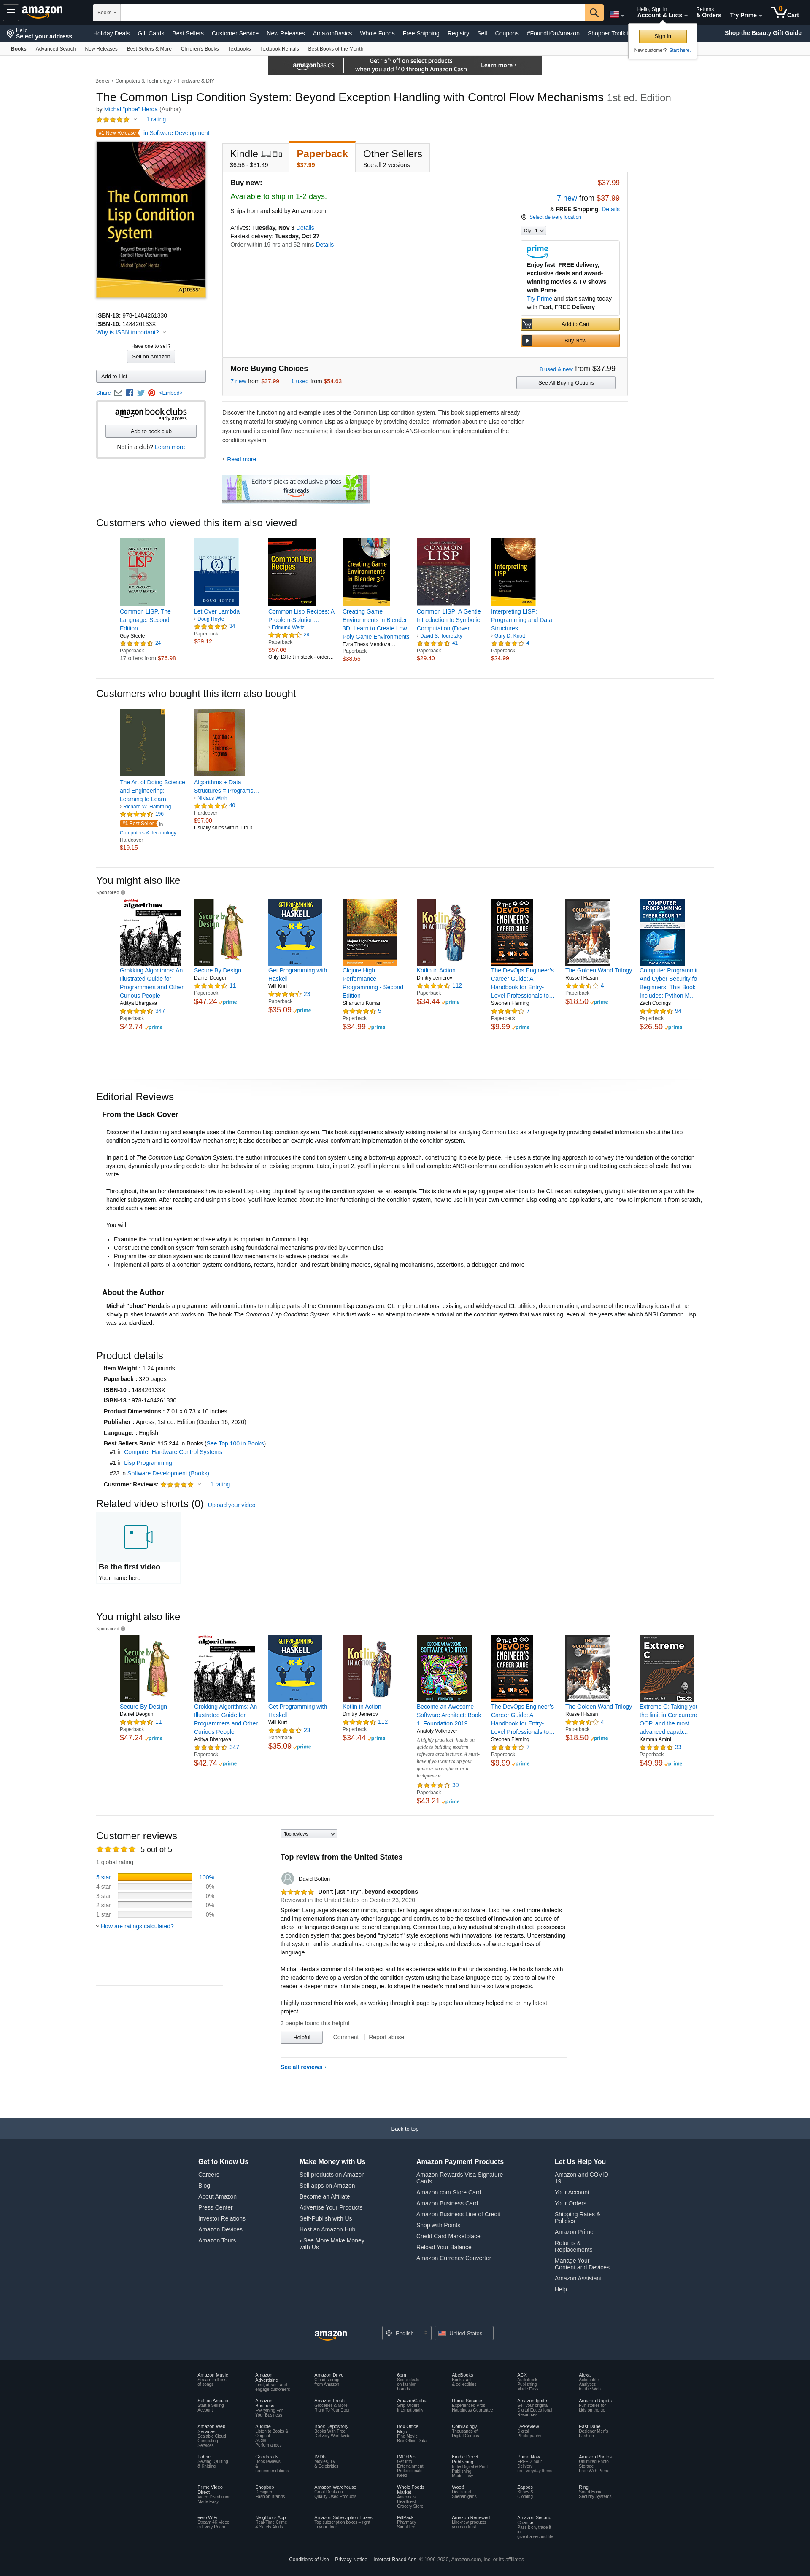 Hello
Select your address
amazon
Books
Hello, Sign in
Account & Lists
Returns
& Orders
Try Prime
0
Cart
Holiday Deals
Gift Cards
Best Sellers
Customer Service
New Releases
AmazonBasics
Whole Foods
Free Shipping
Registry
Sell
Coupons
#FoundItOnAmazon
Shopper Toolkit
Shop the Beauty Gift Guide
Sign in
New customer? Start here.
Books
Advanced Search
New Releases
Best Sellers & More
Children's Books
Textbooks
Textbook Rentals
Best Books of the Month
amazonbasics
Get 15% off on select products
when you add $40 through Amazon Cash
Learn more ›
Books › Computers & Technology › Hardware & DIY
The Common Lisp Condition System: Beyond Exception Handling with Control Flow Mechanisms 1st ed. Edition
by Michał "phoe" Herda (Author)
1 rating
#1 New Release in Software Development
The Common Lisp Condition System
Beyond Exception Handling with Control Flow Mechanisms
Michał "phoe" Herda
Apress®
Kindle
$6.58 - $31.49
Paperback
$37.99
Other Sellers
See all 2 versions
Buy new:
$37.99
Available to ship in 1-2 days.
7 new from $37.99
Ships from and sold by Amazon.com.
& FREE Shipping. Details
Select delivery location
Arrives: Tuesday, Nov 3 Details
Fastest delivery: Tuesday, Oct 27
Order within 19 hrs and 52 mins Details
Qty: 1
prime
Enjoy fast, FREE delivery, exclusive deals and award-winning movies & TV shows with Prime
Try Prime and start saving today with Fast, FREE Delivery
Add to Cart
Buy Now
ISBN-13: 978-1484261330
ISBN-10: 148426133X
Why is ISBN important?
Have one to sell?
Sell on Amazon
Add to List
Share
<Embed>
amazon book clubs
early access
Add to book club
Not in a club? Learn more
More Buying Choices
8 used & new from $37.99
7 new from $37.99
1 used from $54.63
See All Buying Options
Discover the functioning and example uses of the Common Lisp condition system. This book supplements already existing material for studying Common Lisp as a language by providing detailed information about the Lisp condition system and its control flow mechanisms; it also describes an example ANSI-conformant implementation of the condition system.
Read more
Editors' picks at exclusive prices
first reads
Customers who viewed this item also viewed
Common LISP. The Language. Second Edition
Guy Steele
24
Paperback
17 offers from $76.98
Let Over Lambda
› Doug Hoyte
34
Paperback
$39.12
Common Lisp Recipes: A Problem-Solution…
› Edmund Weitz
28
Paperback
$57.06
Only 13 left in stock - order…
Creating Game Environments in Blender 3D: Learn to Create Low Poly Game Environments
Ezra Thess Mendoza…
Paperback
$38.55
Common LISP: A Gentle Introduction to Symbolic Computation (Dover…
› David S. Touretzky
41
Paperback
$29.40
Interpreting LISP: Programming and Data Structures
› Gary D. Knott
4
Paperback
$24.99
Customers who bought this item also bought
The Art of Doing Science and Engineering: Learning to Learn
› Richard W. Hamming
196
#1 Best Seller in Computers & Technology…
Hardcover
$19.15
Algorithms + Data Structures = Programs…
› Niklaus Wirth
40
Hardcover
$97.00
Usually ships within 1 to 3…
You might also like
Sponsored
Grokking Algorithms: An Illustrated Guide for Programmers and Other Curious People
Aditya Bhargava
347
Paperback
$42.74 prime
Secure By Design
Daniel Deogun
11
Paperback
$47.24 prime
Get Programming with Haskell
Will Kurt
23
Paperback
$35.09 prime
Clojure High Performance Programming - Second Edition
Shantanu Kumar
5
Paperback
$34.99 prime
Kotlin in Action
Dmitry Jemerov
112
Paperback
$34.44 prime
The DevOps Engineer's Career Guide: A Handbook for Entry-Level Professionals to…
Stephen Fleming
7
Paperback
$9.99 prime
The Golden Wand Trilogy
Russell Hasan
4
Paperback
$18.50 prime
Computer Programming And Cyber Security for Beginners: This Book Includes: Python M…
Zach Codings
94
Paperback
$26.50 prime
Editorial Reviews
From the Back Cover
Discover the functioning and example uses of the Common Lisp condition system. This book supplements already existing material for studying Common Lisp as a language by providing detailed information about the Lisp condition system and its control flow mechanisms; it also describes an example ANSI-conformant implementation of the condition system.
In part 1 of The Common Lisp Condition System, the author introduces the condition system using a bottom-up approach, constructing it piece by piece. He uses a storytelling approach to convey the foundation of the condition system, dynamically providing code to alter the behavior of an existing program. Later, in part 2, you'll implement a full and complete ANSI-conformant condition system while examining and testing each piece of code that you write.
Throughout, the author demonstrates how to extend Lisp using Lisp itself by using the condition system as an example. This is done while paying proper attention to the CL restart subsystem, giving it attention on a par with the handler subsystem. After reading and using this book, you'll have learned about the inner functioning of the condition system, how to use it in your own Common Lisp coding and applications, and how to implement it from scratch, should such a need arise.
You will:
• Examine the condition system and see why it is important in Common Lisp
• Construct the condition system from scratch using foundational mechanisms provided by Common Lisp
• Program the condition system and its control flow mechanisms to achieve practical results
• Implement all parts of a condition system: conditions, restarts, handler- and restart-binding macros, signalling mechanisms, assertions, a debugger, and more
About the Author
Michał "phoe" Herda is a programmer with contributions to multiple parts of the Common Lisp ecosystem: CL implementations, existing and widely-used CL utilities, documentation, and some of the new library ideas that he slowly pushes forwards and works on. The book The Common Lisp Condition System is his first work -- an attempt to create a tutorial on the condition system that was missing, even all the years after which ANSI Common Lisp was standardized.
Product details
Item Weight : 1.24 pounds
Paperback : 320 pages
ISBN-10 : 148426133X
ISBN-13 : 978-1484261330
Product Dimensions : 7.01 x 0.73 x 10 inches
Publisher : Apress; 1st ed. Edition (October 16, 2020)
Language: : English
Best Sellers Rank: #15,244 in Books (See Top 100 in Books)
#1 in Computer Hardware Control Systems
#1 in Lisp Programming
#23 in Software Development (Books)
Customer Reviews: 1 rating
Related video shorts (0) Upload your video
Be the first video
Your name here
You might also like
Sponsored
Secure By Design
Daniel Deogun
11
Paperback
$47.24 prime
Grokking Algorithms: An Illustrated Guide for Programmers and Other Curious People
Aditya Bhargava
347
Paperback
$42.74 prime
Get Programming with Haskell
Will Kurt
23
Paperback
$35.09 prime
Kotlin in Action
Dmitry Jemerov
112
Paperback
$34.44 prime
Become an Awesome Software Architect: Book 1: Foundation 2019
Anatoly Volkhover
A highly practical, hands-on guide to building modern software architectures. A must-have if you want to up your game as an engineer or a techpreneur.
39
Paperback
$43.21 prime
The DevOps Engineer's Career Guide: A Handbook for Entry-Level Professionals to…
Stephen Fleming
7
Paperback
$9.99 prime
The Golden Wand Trilogy
Russell Hasan
4
Paperback
$18.50 prime
Extreme C: Taking you to the limit in Concurrency, OOP, and the most advanced capab…
Kamran Amini
33
Paperback
$49.99 prime
Customer reviews
5 out of 5
1 global rating
5 star 100%
4 star 0%
3 star 0%
2 star 0%
1 star 0%
How are ratings calculated?
Top reviews
Top review from the United States
David Botton
Don't just "Try", beyond exceptions
Reviewed in the United States on October 23, 2020
Spoken Language shapes our minds, computer languages shape our software. Lisp has sired more dialects and implementations than any other language and continues to be the test bed of innovation and source of ideas for language design and general computing. Common Lisp, a key industrial strength dialect, possesses a condition system that goes beyond "try/catch" style exceptions with innovations like restarts. Understanding that system and its practical use changes the way one designs and develops software regardless of language.
Michal Herda's command of the subject and his experience adds to that understanding. He holds hands with the reader to develop a version of the condition system based on the base language step by step to allow the reader a deeper more intimate grasp, ie. to shape the reader's mind and future software projects.
I highly recommend this work, as working through it page by page has already helped me on my latest project.
3 people found this helpful
Helpful
Comment
Report abuse
See all reviews ›
Back to top
Get to Know Us
Careers
Blog
About Amazon
Press Center
Investor Relations
Amazon Devices
Amazon Tours
Make Money with Us
Sell products on Amazon
Sell apps on Amazon
Become an Affiliate
Advertise Your Products
Self-Publish with Us
Host an Amazon Hub
› See More Make Money with Us
Amazon Payment Products
Amazon Rewards Visa Signature Cards
Amazon.com Store Card
Amazon Business Card
Amazon Business Line of Credit
Shop with Points
Credit Card Marketplace
Reload Your Balance
Amazon Currency Converter
Let Us Help You
Amazon and COVID-19
Your Account
Your Orders
Shipping Rates & Policies
Amazon Prime
Returns & Replacements
Manage Your Content and Devices
Amazon Assistant
Help
amazon
English
United States
Amazon Music
Stream millions of songs
Amazon Advertising
Find, attract, and engage customers
Amazon Drive
Cloud storage from Amazon
6pm
Score deals on fashion brands
AbeBooks
Books, art & collectibles
ACX
Audiobook Publishing Made Easy
Alexa
Actionable Analytics for the Web
Sell on Amazon
Start a Selling Account
Amazon Business
Everything For Your Business
Amazon Fresh
Groceries & More Right To Your Door
AmazonGlobal
Ship Orders Internationally
Home Services
Experienced Pros Happiness Guarantee
Amazon Ignite
Sell your original Digital Educational Resources
Amazon Rapids
Fun stories for kids on the go
Amazon Web Services
Scalable Cloud Computing Services
Audible
Listen to Books & Original Audio Performances
Book Depository
Books With Free Delivery Worldwide
Box Office Mojo
Find Movie Box Office Data
ComiXology
Thousands of Digital Comics
DPReview
Digital Photography
East Dane
Designer Men's Fashion
Fabric
Sewing, Quilting & Knitting
Goodreads
Book reviews & recommendations
IMDb
Movies, TV & Celebrities
IMDbPro
Get Info Entertainment Professionals Need
Kindle Direct Publishing
Indie Digital & Print Publishing Made Easy
Prime Now
FREE 2-hour Delivery on Everyday Items
Amazon Photos
Unlimited Photo Storage Free With Prime
Prime Video Direct
Video Distribution Made Easy
Shopbop
Designer Fashion Brands
Amazon Warehouse
Great Deals on Quality Used Products
Whole Foods Market
America's Healthiest Grocery Store
Woot!
Deals and Shenanigans
Zappos
Shoes & Clothing
Ring
Smart Home Security Systems
eero WiFi
Stream 4K Video in Every Room
Neighbors App
Real-Time Crime & Safety Alerts
Amazon Subscription Boxes
Top subscription boxes – right to your door
PillPack
Pharmacy Simplified
Amazon Renewed
Like-new products you can trust
Amazon Second Chance
Pass it on, trade it in, give it a second life
Conditions of Use
Privacy Notice
Interest-Based Ads
© 1996-2020, Amazon.com, Inc. or its affiliates